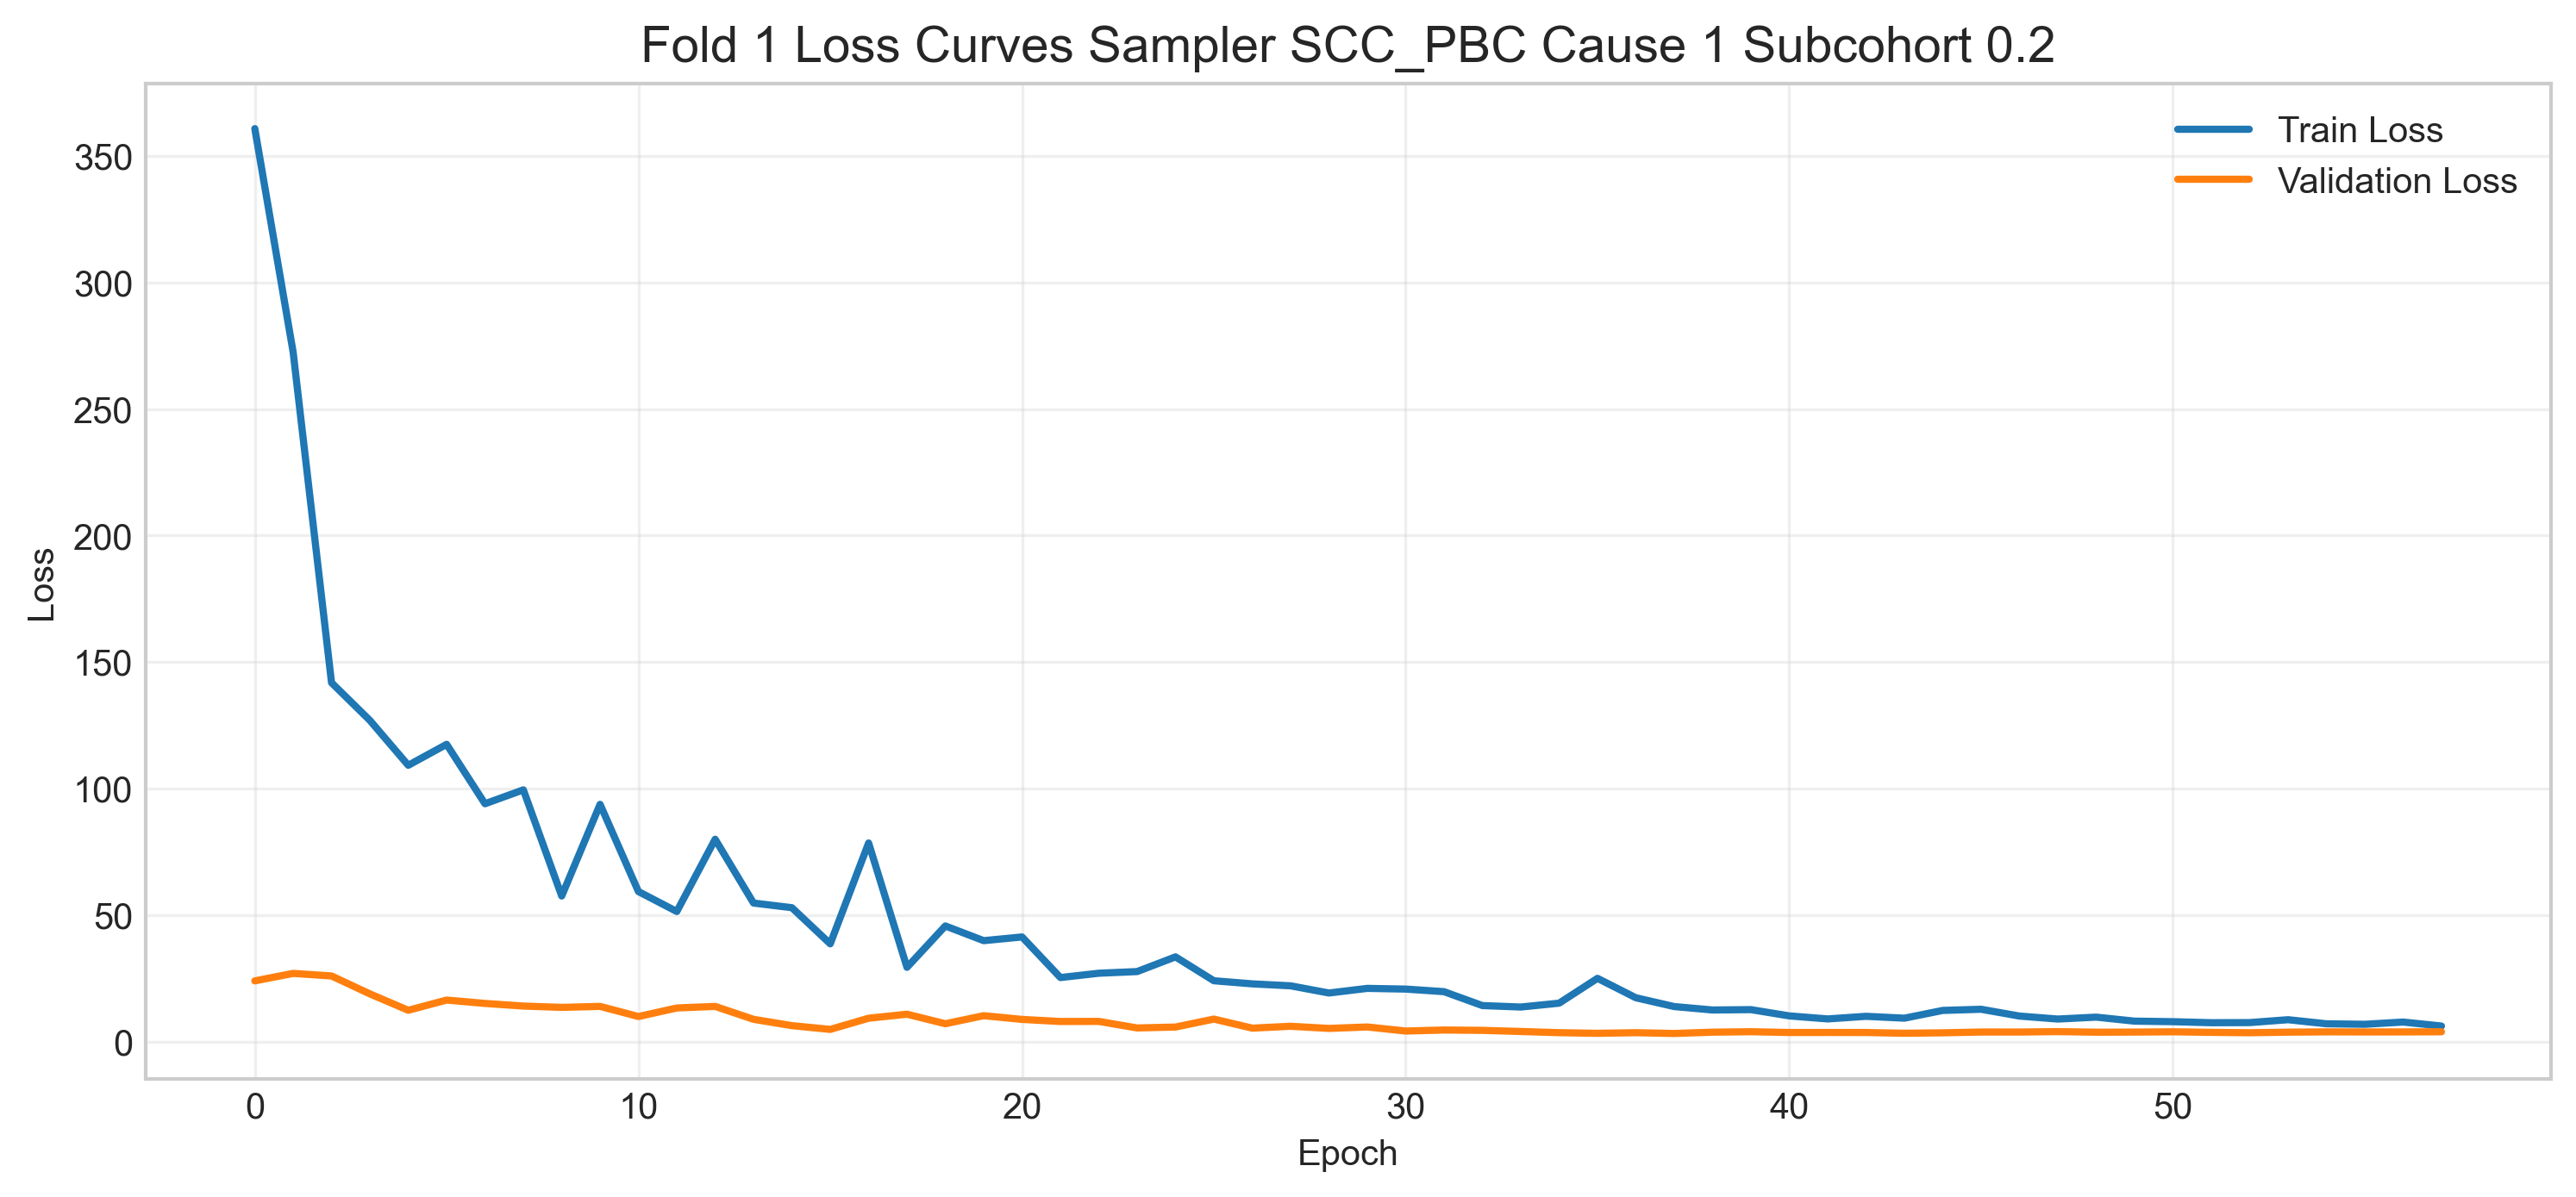 Fold 1 Loss Curves Sampler SCC_PBC Cause 1 Subcohort 0.2
Train Loss
Validation Loss
350
300
250
200
150
100
50
0
Loss
0 10 20 30 40 50
Epoch